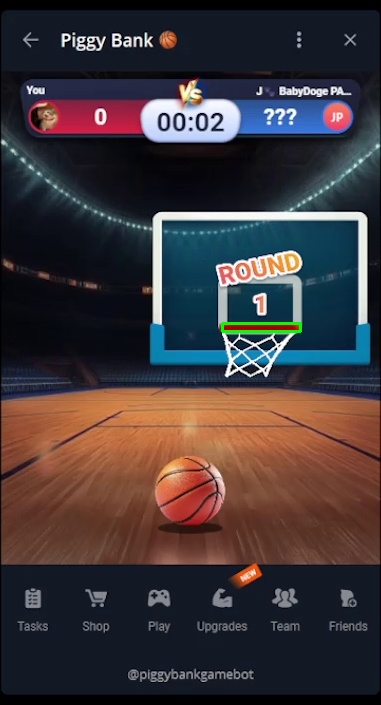 Piggy Bank 🏀
You
VS
J 🐾 BabyDoge PA...
0
00:02
???
JP
ROUND
1
NEW
Tasks
Shop
Play
Upgrades
Team
Friends
@piggybankgamebot